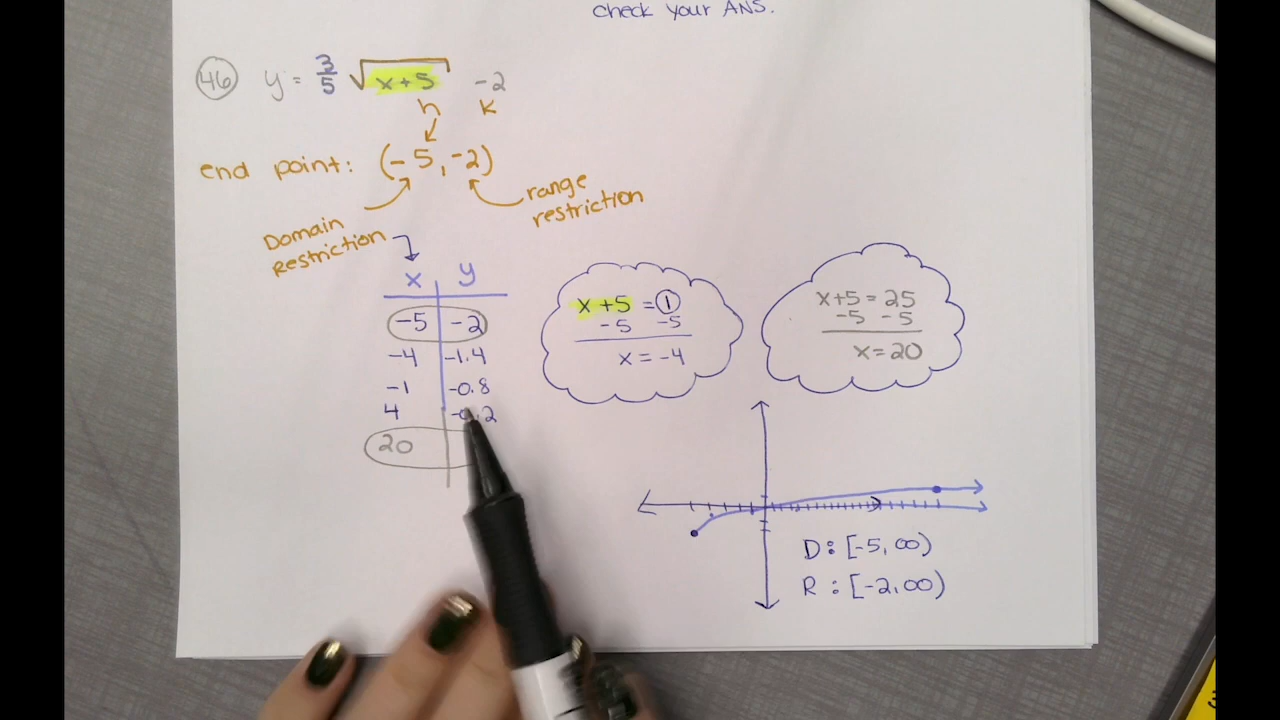 check your ANS.
46 y = 3/5 √x+5 -2
h k
end point: (-5, -2)
range restriction
Domain Restriction
x y
-5 -2
-4 -1.4
-1 -0.8
4 -0.2
20
x+5 = 1
-5 -5
x = -4
x+5 = 25
-5 -5
x = 20
D: [-5, ∞)
R: [-2, ∞)